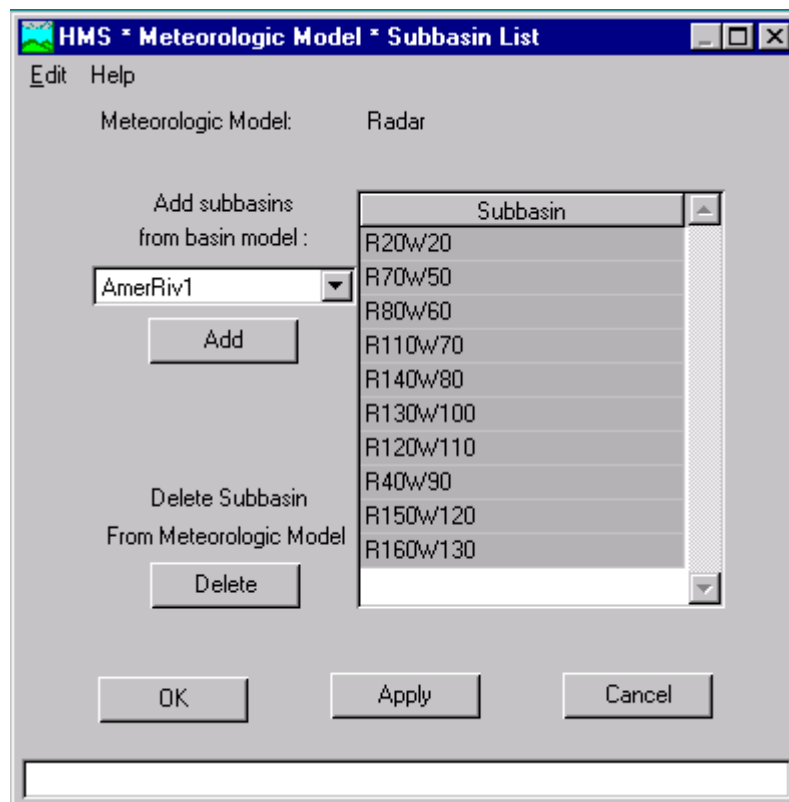 HMS * Meteorologic Model * Subbasin List
Edit Help
Meteorologic Model: Radar
Add subbasins
from basin model :
AmerRiv1
Add
Delete Subbasin
From Meteorologic Model
Delete
Subbasin
R20W20
R70W50
R80W60
R110W70
R140W80
R130W100
R120W110
R40W90
R150W120
R160W130
OK Apply Cancel